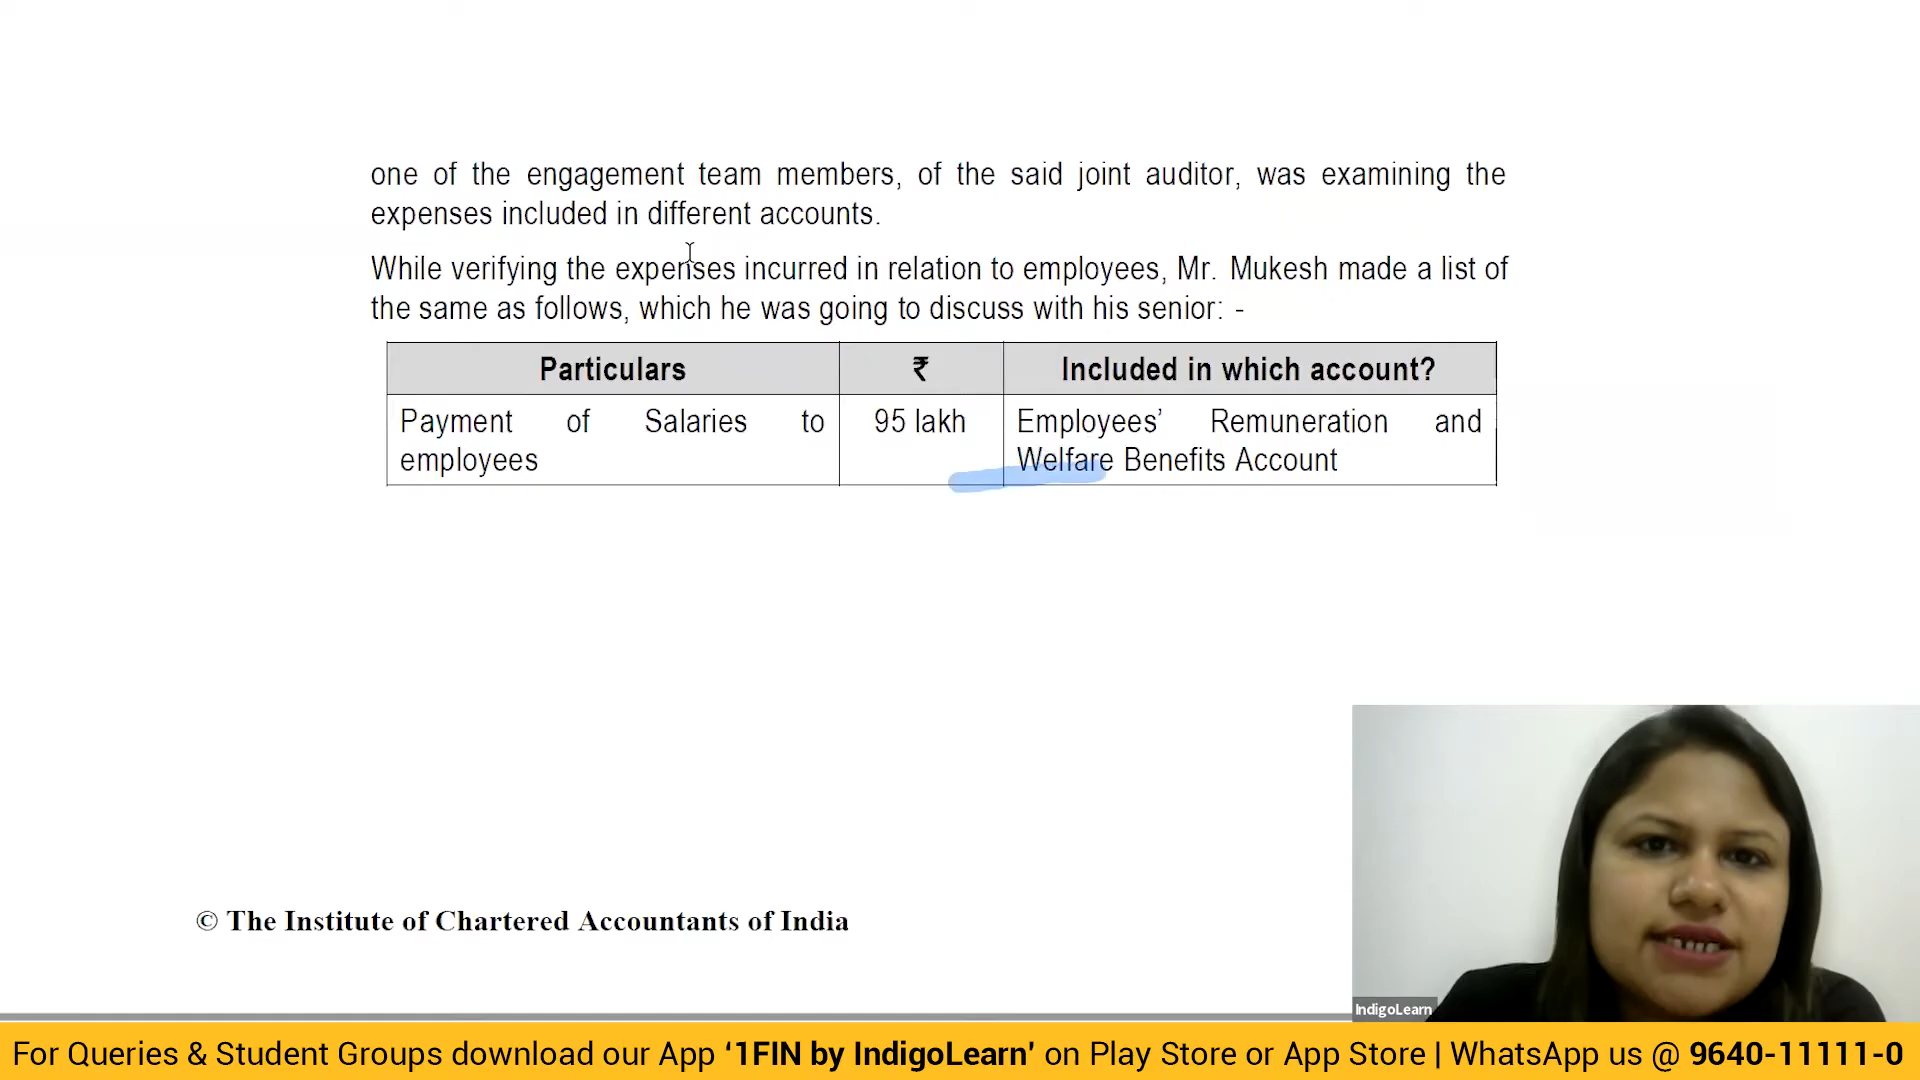 one of the engagement team members, of the said joint auditor, was examining the
expenses included in different accounts.
While verifying the expenses incurred in relation to employees, Mr. Mukesh made a list of
the same as follows, which he was going to discuss with his senior: -
Particulars ₹ Included in which account?
Payment of Salaries to 95 lakh Employees’ Remuneration and
employees Welfare Benefits Account
© The Institute of Chartered Accountants of India
IndigoLearn
For Queries & Student Groups download our App ‘1FIN by IndigoLearn’ on Play Store or App Store | WhatsApp us @ 9640-11111-0